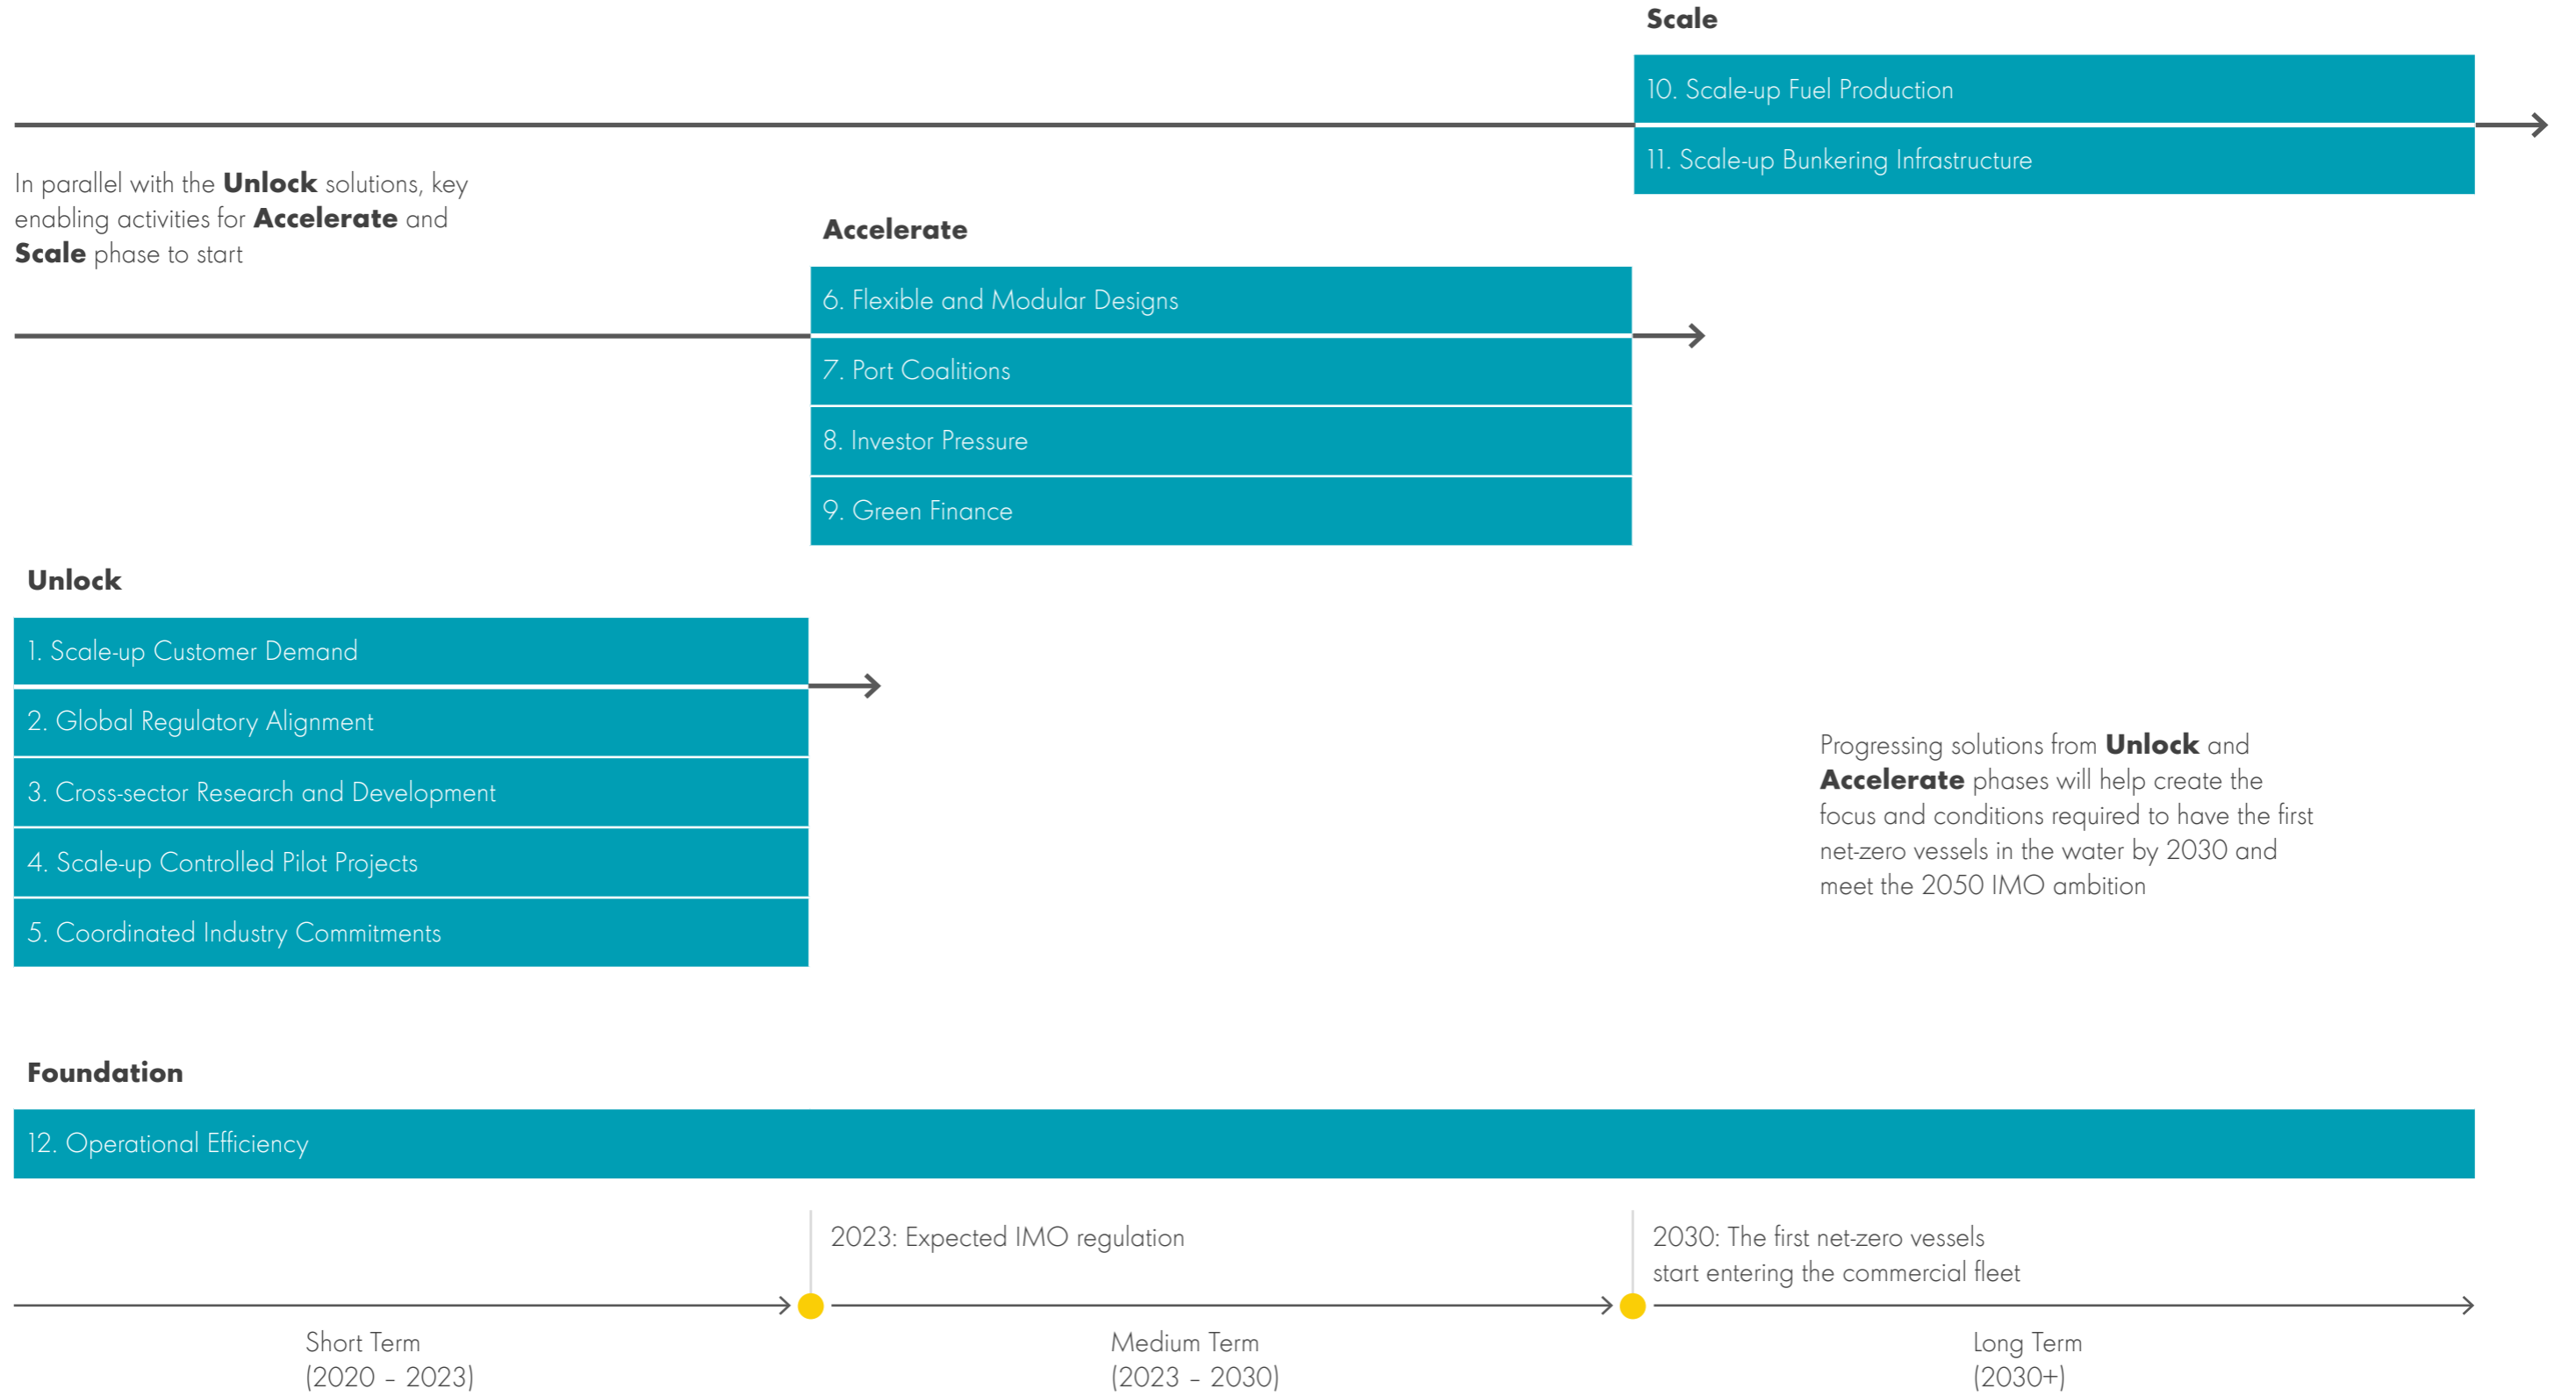 Scale
10. Scale-up Fuel Production
11. Scale-up Bunkering Infrastructure
In parallel with the Unlock solutions, key
enabling activities for Accelerate and
Scale phase to start
Accelerate
6. Flexible and Modular Designs
7. Port Coalitions
8. Investor Pressure
9. Green Finance
Unlock
1. Scale-up Customer Demand
2. Global Regulatory Alignment
3. Cross-sector Research and Development
4. Scale-up Controlled Pilot Projects
5. Coordinated Industry Commitments
Progressing solutions from Unlock and
Accelerate phases will help create the
focus and conditions required to have the first
net-zero vessels in the water by 2030 and
meet the 2050 IMO ambition
Foundation
12. Operational Efficiency
2023: Expected IMO regulation
2030: The first net-zero vessels
start entering the commercial fleet
Short Term
(2020 – 2023)
Medium Term
(2023 – 2030)
Long Term
(2030+)